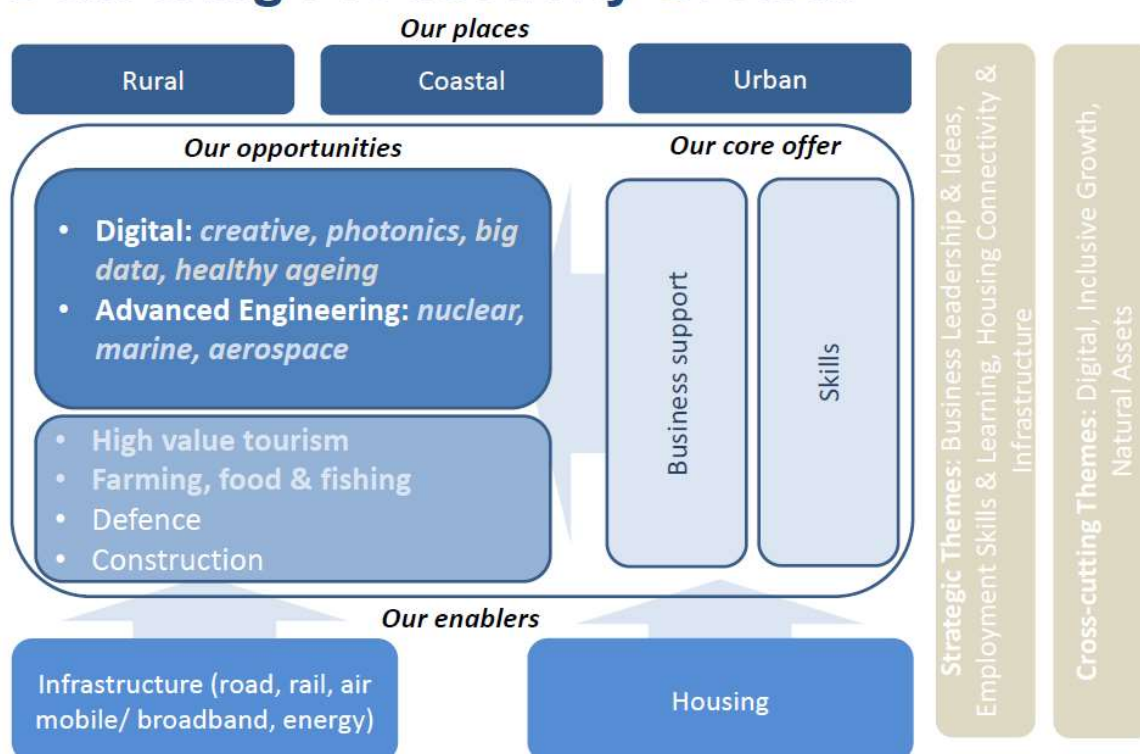 Our places
Rural
Coastal
Urban
Our opportunities
Our core offer
• Digital: creative, photonics, big
data, healthy ageing
• Advanced Engineering: nuclear,
marine, aerospace
• High value tourism
• Farming, food & fishing
• Defence
• Construction
Business support
Skills
Our enablers
Infrastructure (road, rail, air
mobile/ broadband, energy)
Housing
Strategic Themes: Business Leadership & Ideas,
Employment Skills & Learning, Housing Connectivity &
Infrastructure
Cross-cutting Themes: Digital, Inclusive Growth,
Natural Assets